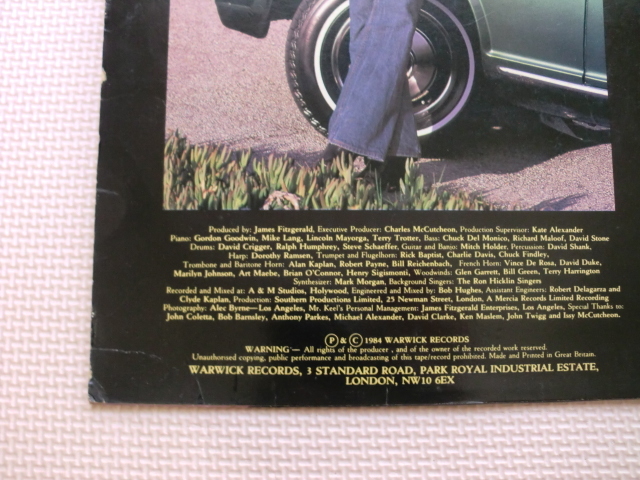 Produced by: James Fitzgerald, Executive Producer: Charles McCutcheon, Production Supervisor: Kate Alexander
Piano: Gordon Goodwin, Mike Lang, Lincoln Mayorga, Terry Trotter, Bass: Chuck Del Monico, Richard Maloof, David Stone
Drums: David Crigger, Ralph Humphrey, Steve Schaeffer, Guitar and Banjo: Mitch Holder, Percussion: David Shank,
Harp: Dorothy Ramsen, Trumpet and Flugelhorn: Rick Baptist, Charlie Davis, Chuck Findley,
Trombone and Baritone Horn: Alan Kaplan, Robert Payne, Bill Reichenbach, French Horn: Vince De Rosa, David Duke,
Marilyn Johnson, Art Maebe, Brian O'Connor, Henry Sigismonti, Woodwinds: Glen Garrett, Bill Green, Terry Harrington
Synthesizer: Mark Morgan, Background Singers: The Ron Hicklin Singers
Recorded and Mixed at: A & M Studios, Holywood, Engineered and Mixed by: Bob Hughes, Assistant Engineers: Robert Delagarra and
Clyde Kaplan, Production: Southern Productions Limited, 25 Newman Street, London, A Mercia Records Limited Recording
Photography: Alec Byrne—Los Angeles, Mr. Keel's Personal Management: James Fitzgerald Enterprises, Los Angeles, Special Thanks to:
John Coletta, Bob Barnsley, Anthony Parkes, Michael Alexander, David Clarke, Ken Maslem, John Twigg and Issy McCutcheon.
Ⓟ & © 1984 WARWICK RECORDS
WARNING — All rights of the producer, and of the owner of the recorded work reserved.
Unauthorised copying, public performance and broadcasting of this tape/record prohibited. Made and Printed in Great Britain.
WARWICK RECORDS, 3 STANDARD ROAD, PARK ROYAL INDUSTRIAL ESTATE,
LONDON, NW10 6EX